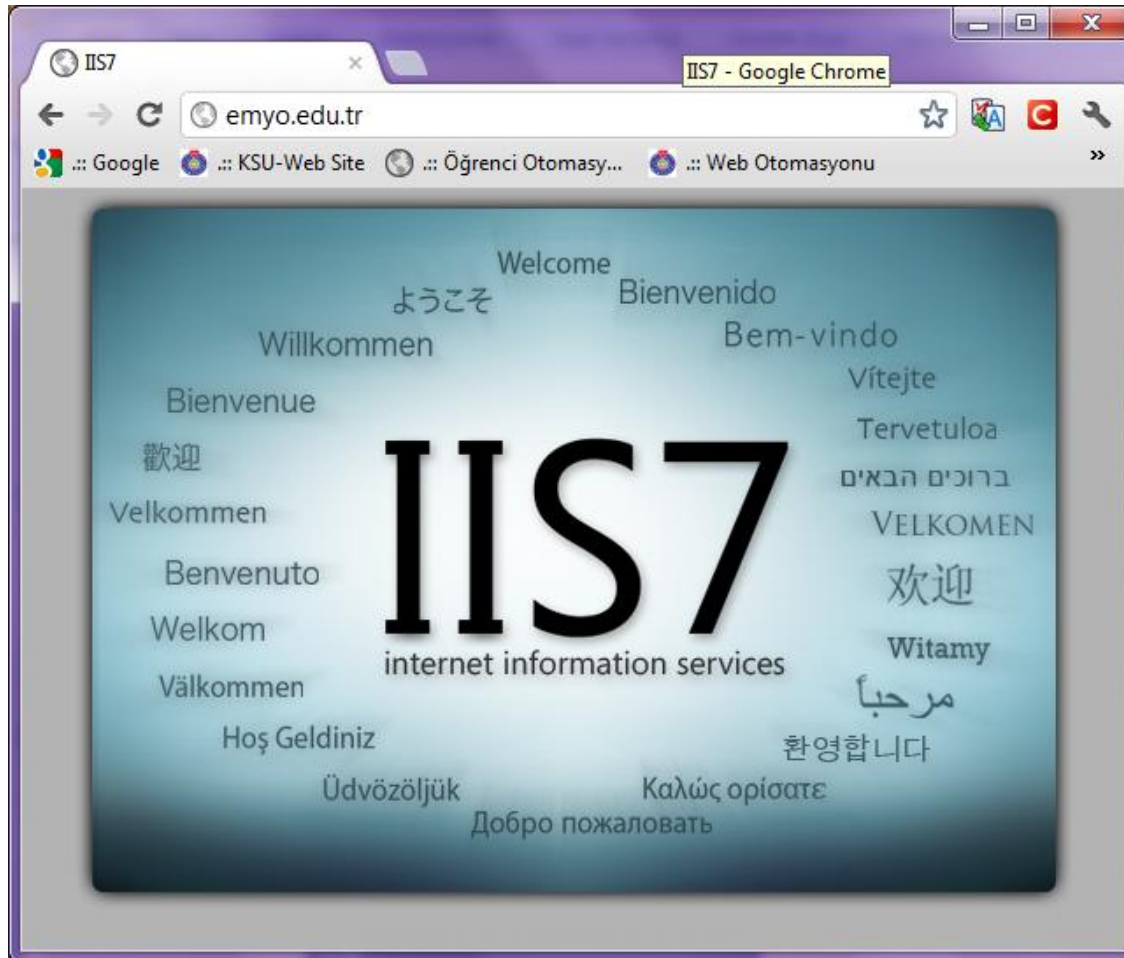 IIS7
IIS7 - Google Chrome
emyo.edu.tr
.:: Google .:: KSU-Web Site .:: Öğrenci Otomasy... .:: Web Otomasyonu »
Welcome
ようこそ
Bienvenido
Willkommen
Bem-vindo
Vítejte
Bienvenue
Tervetuloa
歡迎
ברוכים הבאים
Velkommen
VELKOMEN
IIS7
internet information services
Benvenuto
欢迎
Welkom
Witamy
Välkommen
مرحباً
Hoş Geldiniz
환영합니다
Üdvözöljük
Καλώς ορίσατε
Добро пожаловать